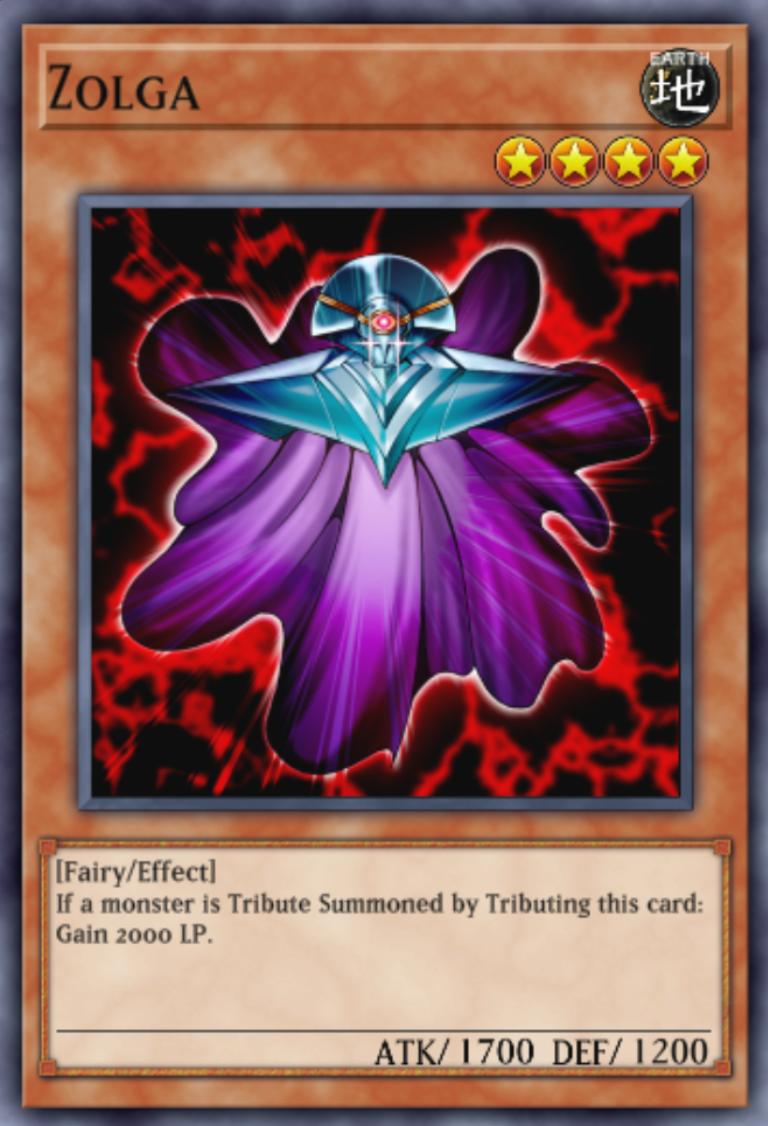 ZOLGA
EARTH
地
[Fairy/Effect]
If a monster is Tribute Summoned by Tributing this card:
Gain 2000 LP.
ATK/ 1700 DEF/ 1200